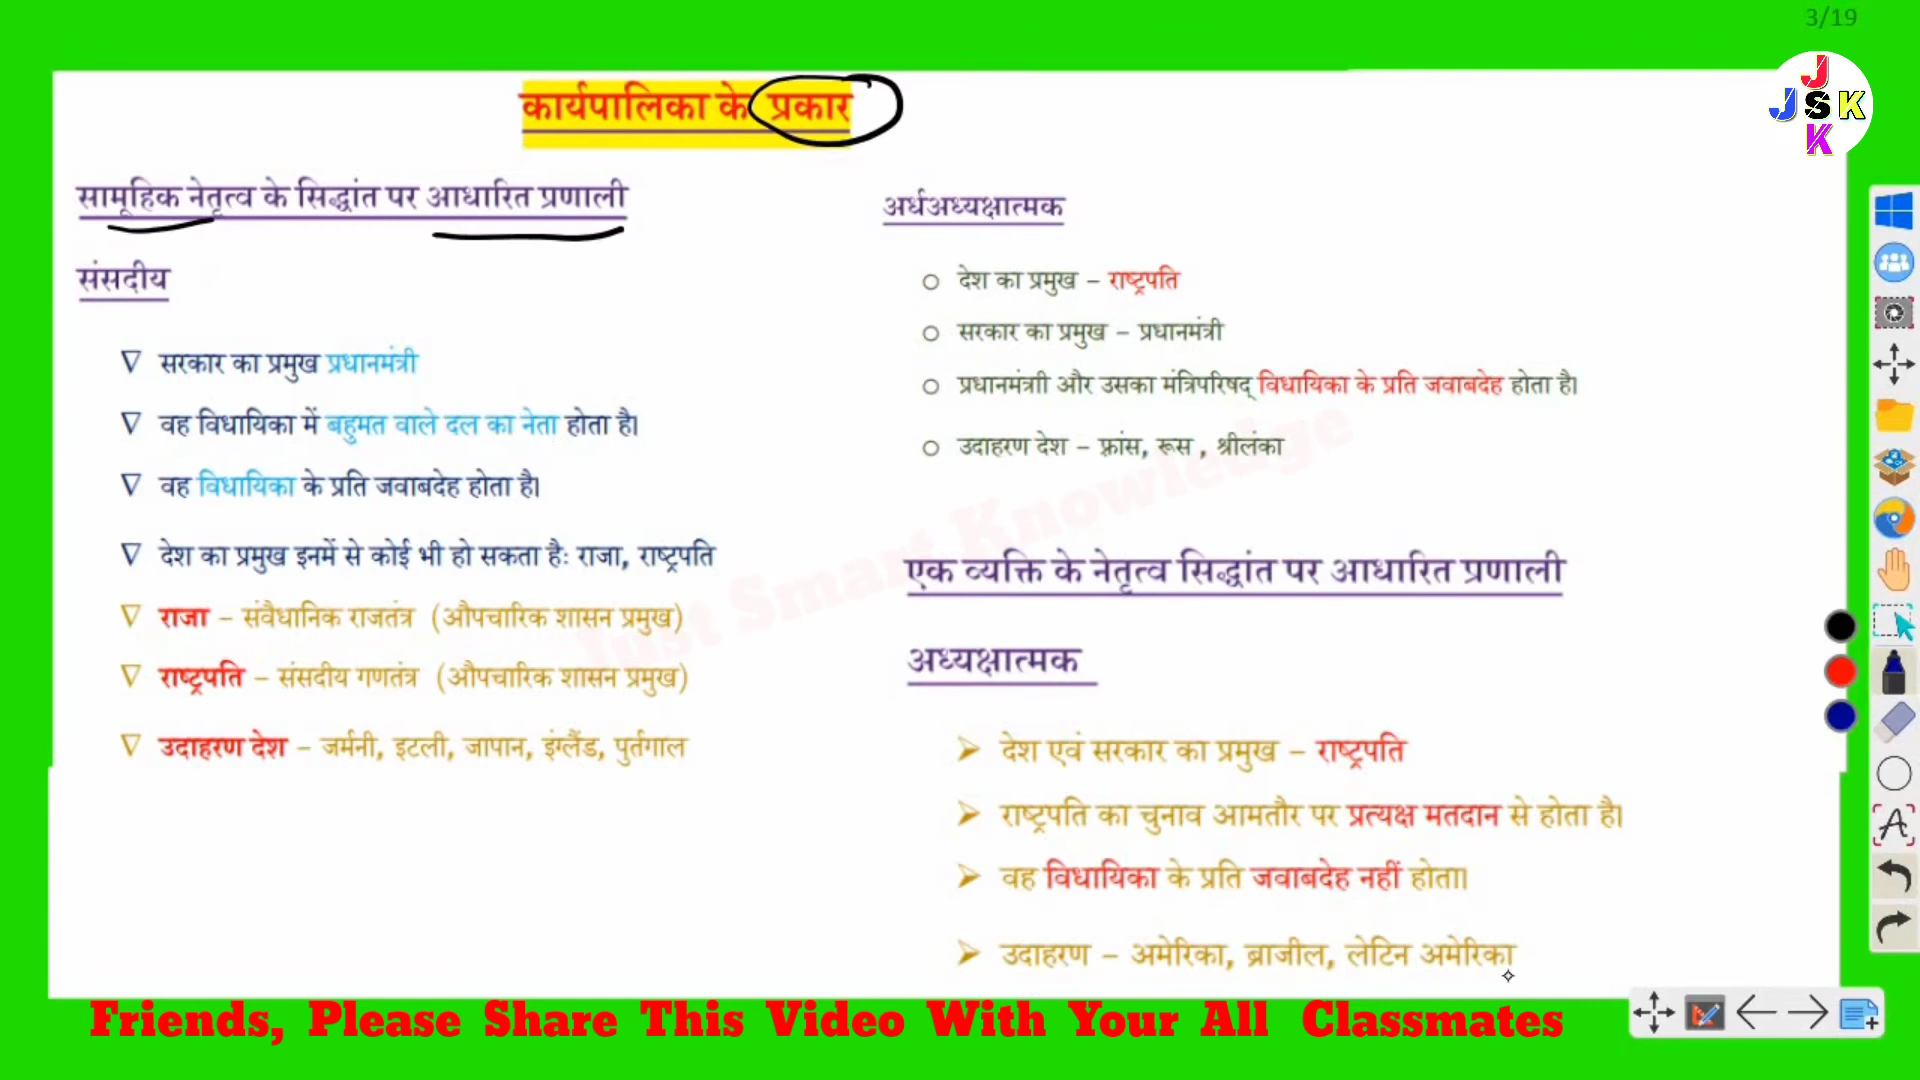 3/19
J
J S K
K
कार्यपालिका के प्रकार
सामूहिक नेतृत्व के सिद्धांत पर आधारित प्रणाली
संसदीय
सरकार का प्रमुख प्रधानमंत्री
वह विधायिका में बहुमत वाले दल का नेता होता है।
वह विधायिका के प्रति जवाबदेह होता है।
देश का प्रमुख इनमें से कोई भी हो सकता हैः राजा, राष्ट्रपति
राजा – संवैधानिक राजतंत्र (औपचारिक शासन प्रमुख)
राष्ट्रपति – संसदीय गणतंत्र (औपचारिक शासन प्रमुख)
उदाहरण देश – जर्मनी, इटली, जापान, इंग्लैंड, पुर्तगाल
अर्धअध्यक्षात्मक
देश का प्रमुख – राष्ट्रपति
सरकार का प्रमुख – प्रधानमंत्री
प्रधानमंत्राी और उसका मंत्रिपरिषद् विधायिका के प्रति जवाबदेह होता है।
उदाहरण देश – फ़्रांस, रूस , श्रीलंका
एक व्यक्ति के नेतृत्व सिद्धांत पर आधारित प्रणाली
अध्यक्षात्मक
देश एवं सरकार का प्रमुख – राष्ट्रपति
राष्ट्रपति का चुनाव आमतौर पर प्रत्यक्ष मतदान से होता है।
वह विधायिका के प्रति जवाबदेह नहीं होता।
उदाहरण – अमेरिका, ब्राजील, लेटिन अमेरिका
Just Smart Knowledge
Friends, Please Share This Video With Your All Classmates